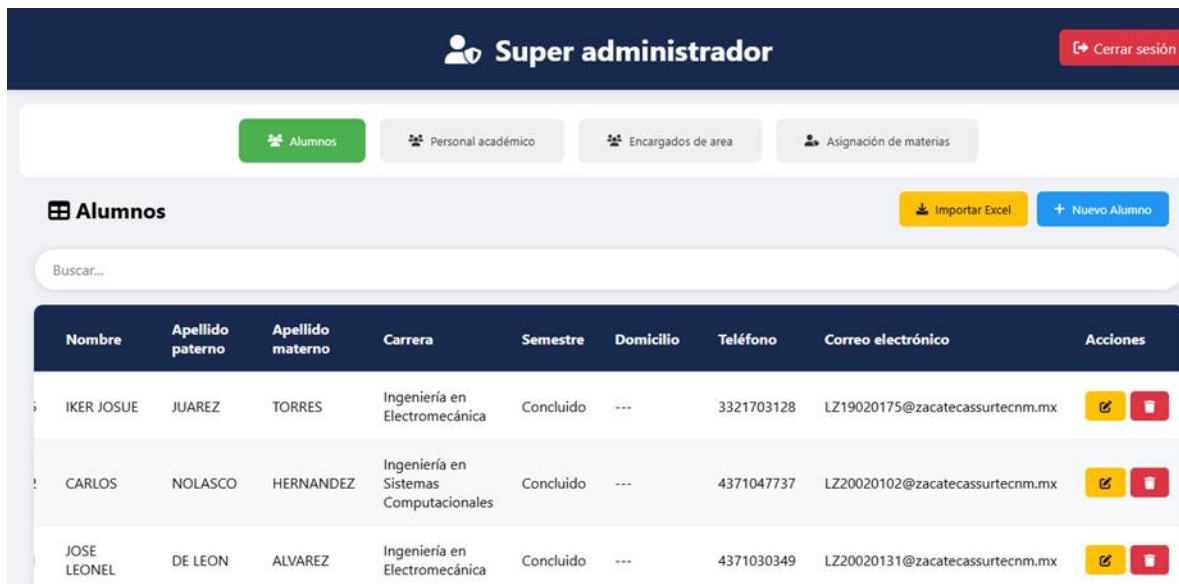 Super administrador
Cerrar sesión
Alumnos
Personal académico
Encargados de area
Asignación de materias
Alumnos
Importar Excel
+ Nuevo Alumno
Buscar...
Nombre Apellido paterno Apellido materno Carrera Semestre Domicilio Teléfono Correo electrónico Acciones
IKER JOSUE JUAREZ TORRES Ingeniería en Electromecánica Concluido --- 3321703128 LZ19020175@zacatecassurtecnm.mx
CARLOS NOLASCO HERNANDEZ Ingeniería en Sistemas Computacionales Concluido --- 4371047737 LZ20020102@zacatecassurtecnm.mx
JOSE LEONEL DE LEON ALVAREZ Ingeniería en Electromecánica Concluido --- 4371030349 LZ20020131@zacatecassurtecnm.mx